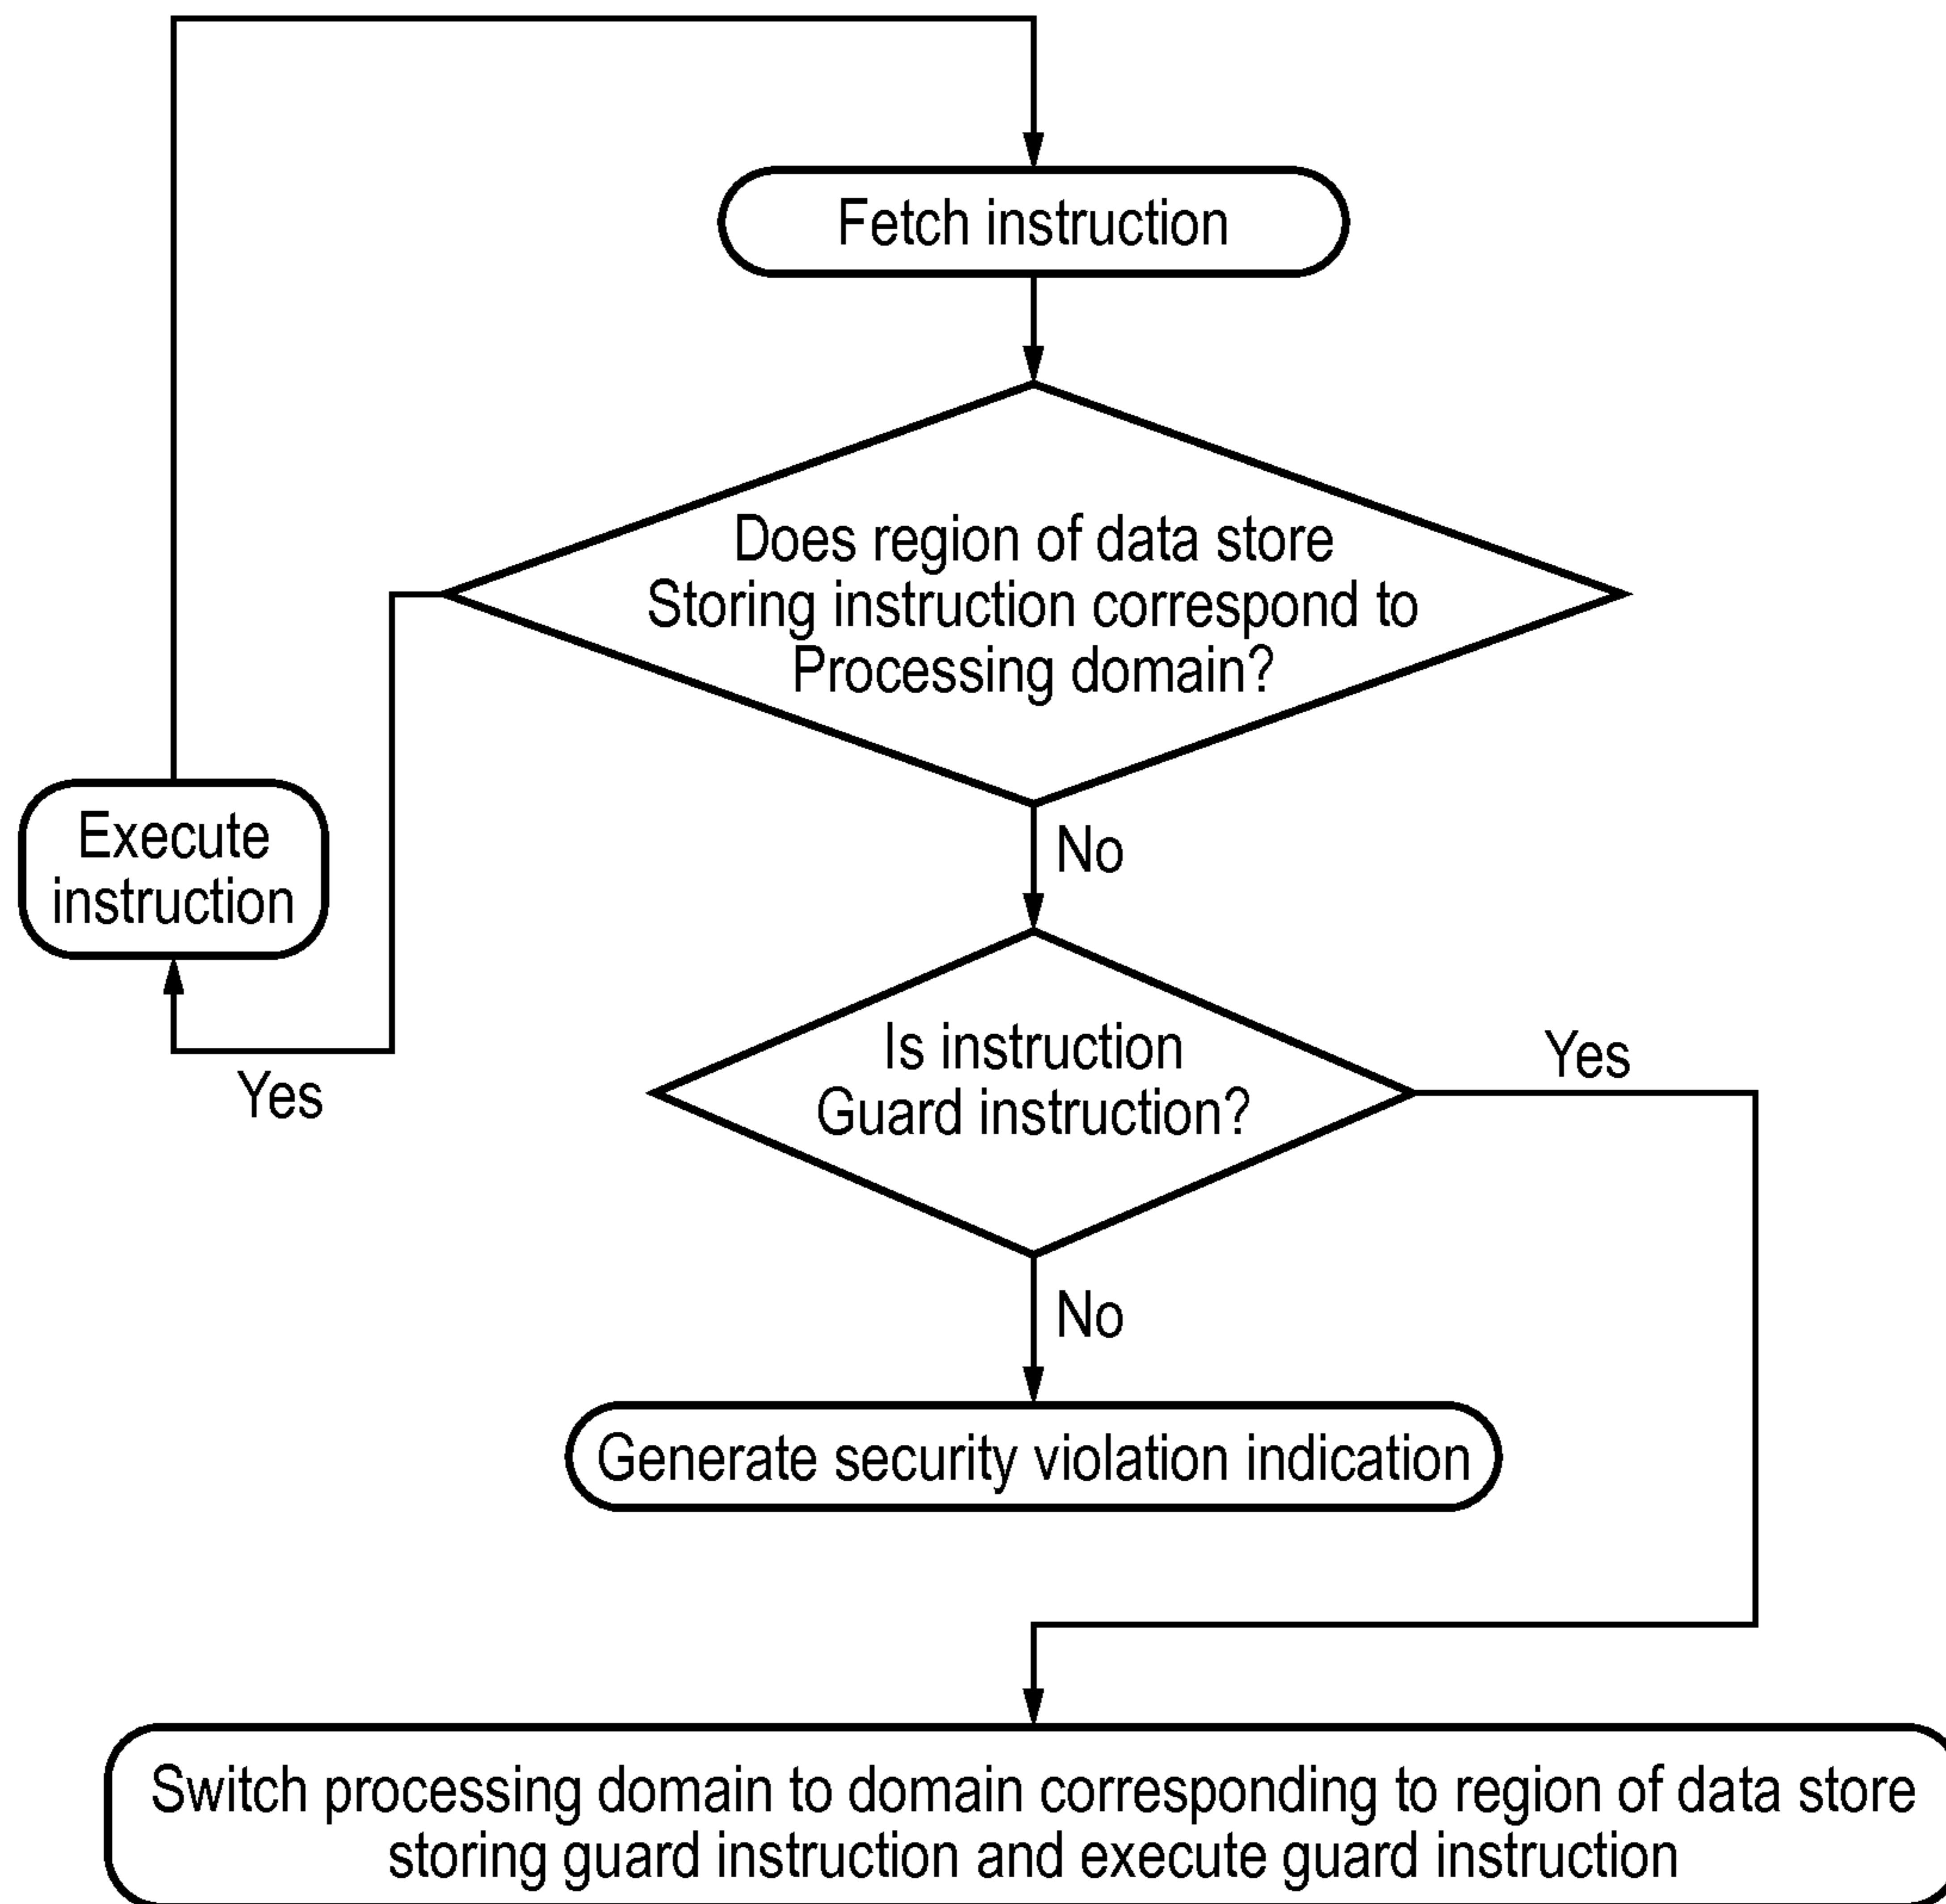 Fetch instruction
Does region of data store
Storing instruction correspond to
Processing domain?
Execute
instruction
No
Yes
Is instruction
Guard instruction?
Yes
No
Generate security violation indication
Switch processing domain to domain corresponding to region of data store
storing guard instruction and execute guard instruction